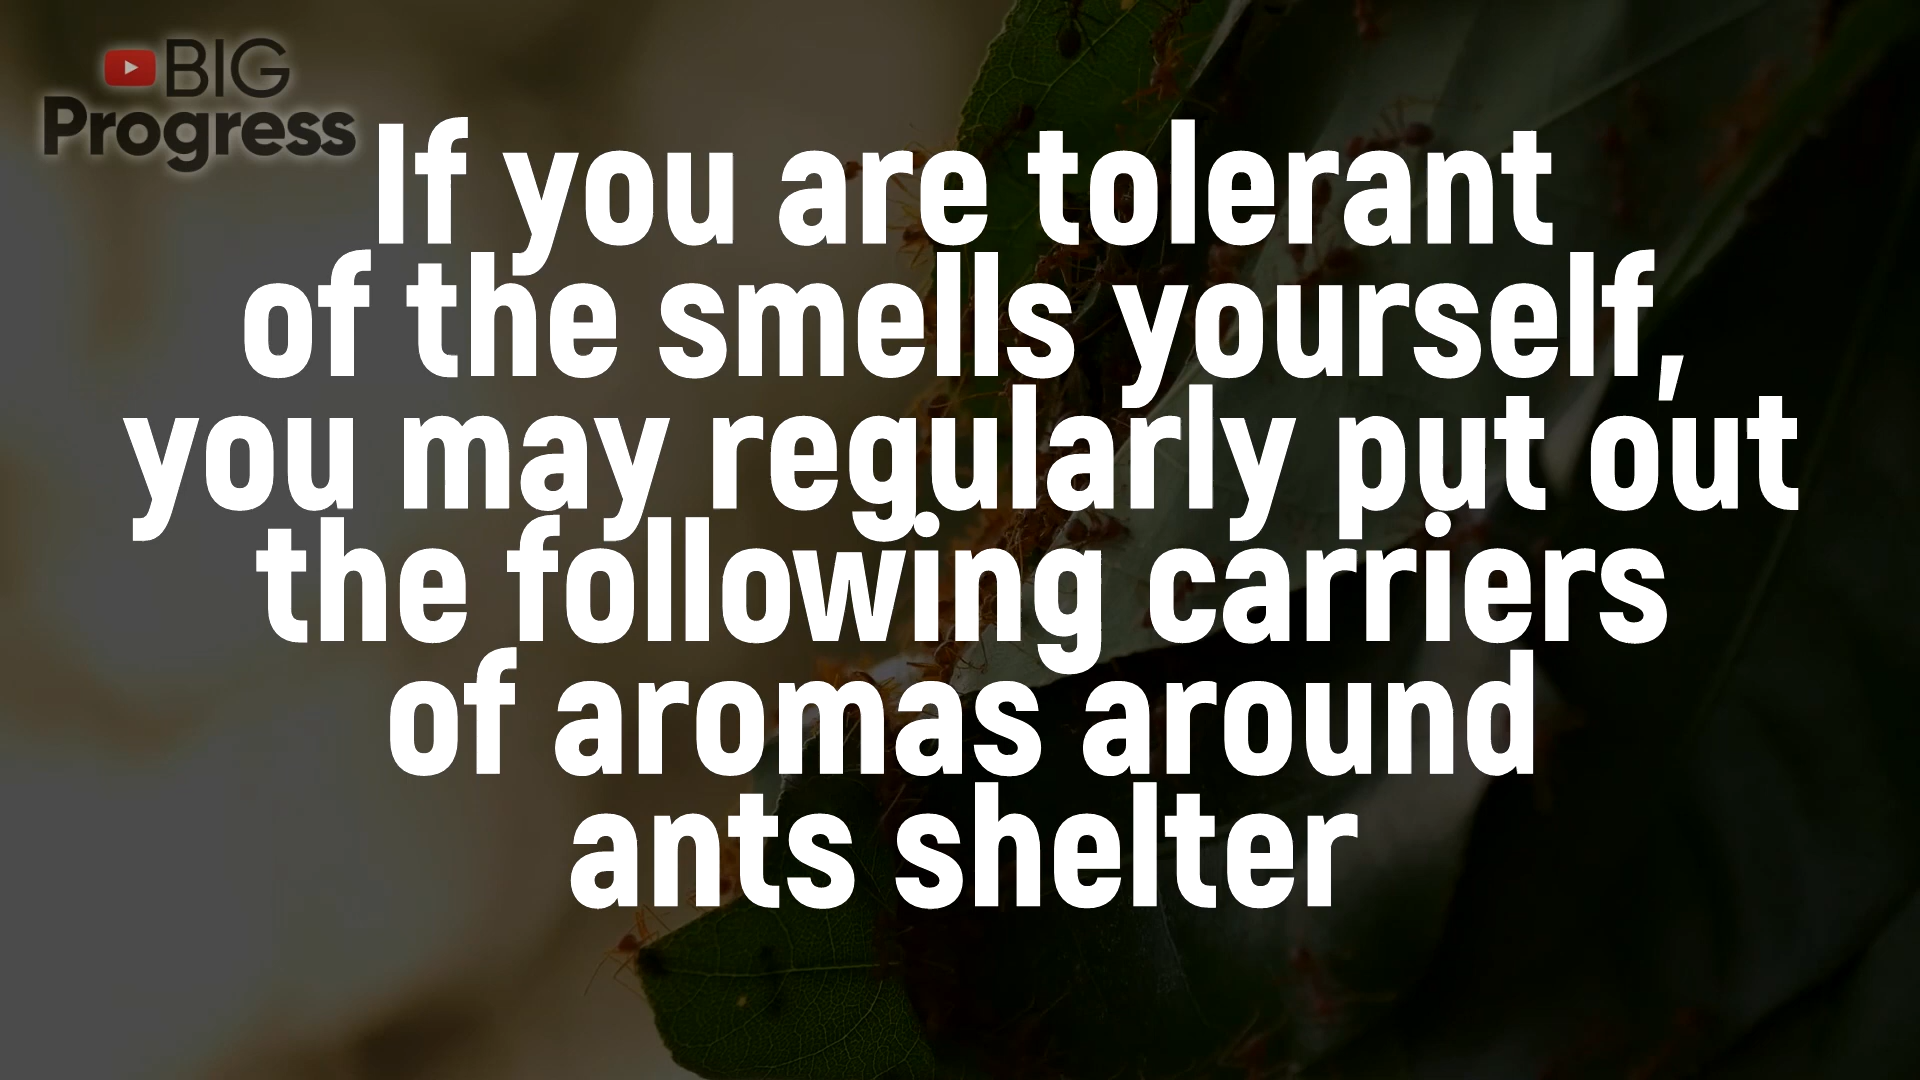 BIG
Progress
If you are tolerant
of the smells yourself,
you may regularly put out
the following carriers
of aromas around
ants shelter